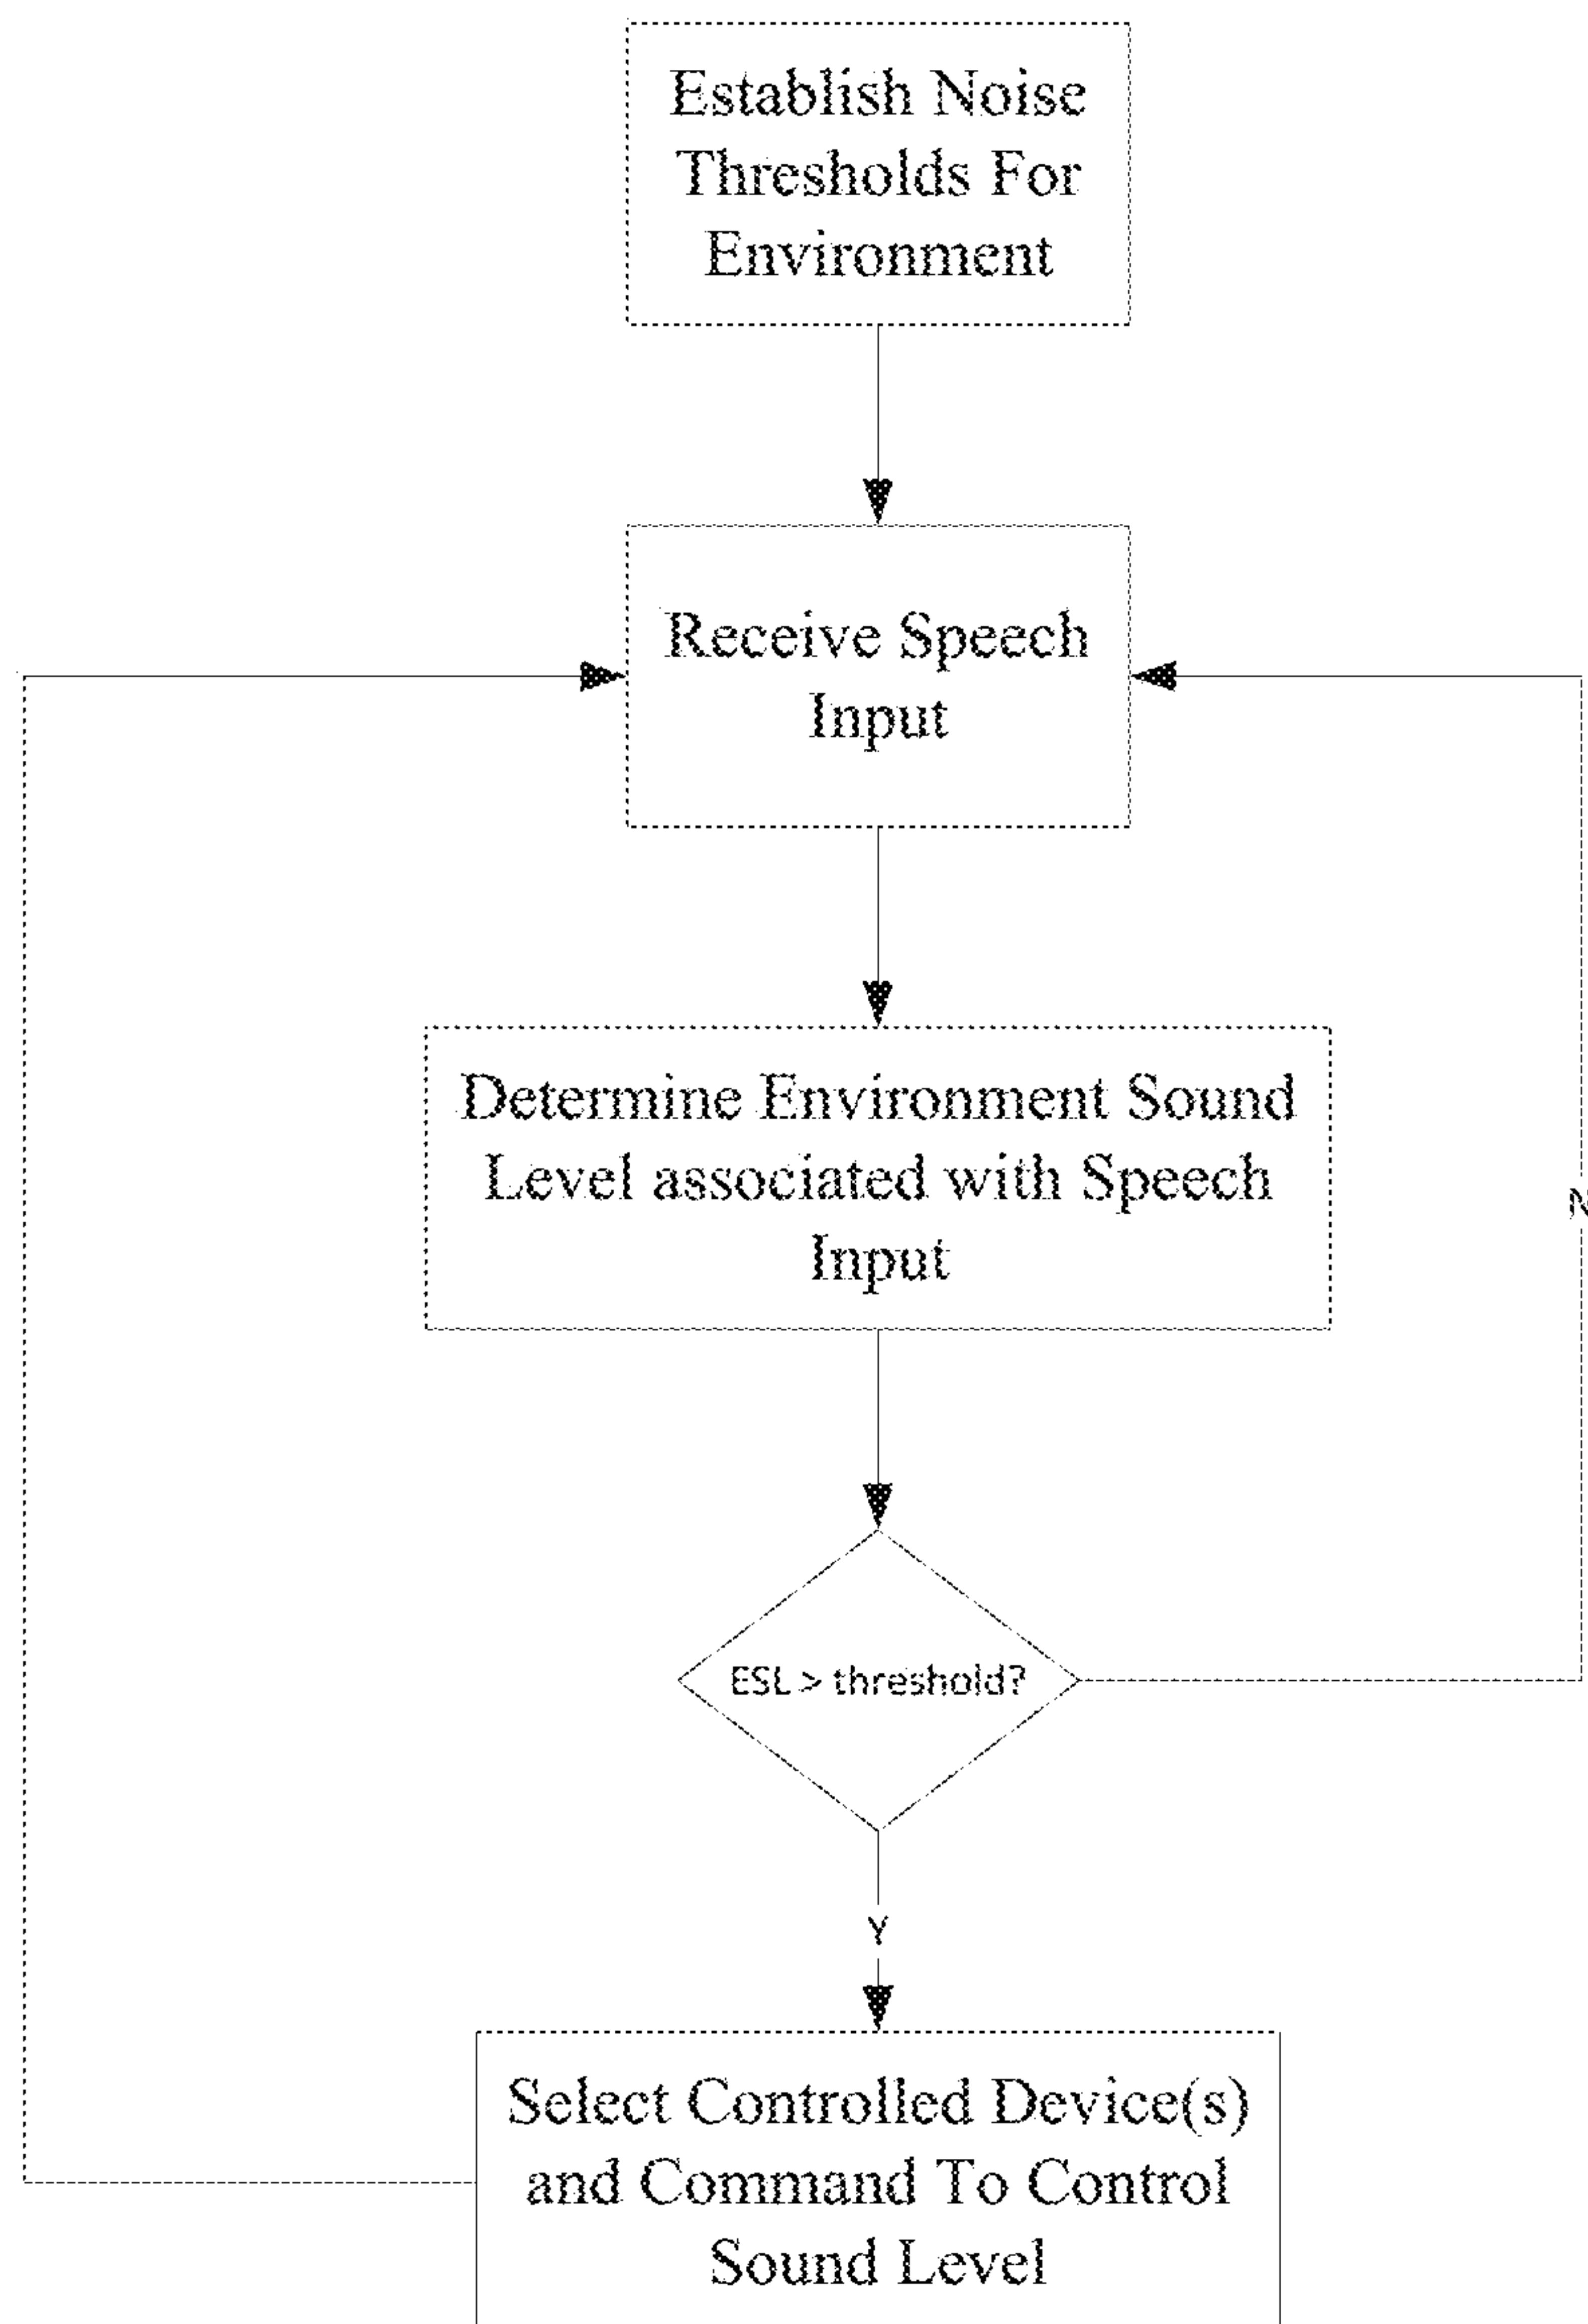 Establish Noise
Thresholds For
Environment
Receive Speech
Input
Determine Environment Sound
Level associated with Speech
Input
N
ESL > threshold?
Y
Select Controlled Device(s)
and Command To Control
Sound Level